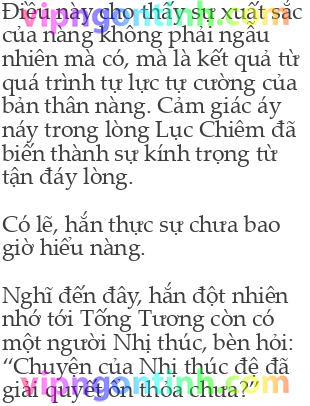 Điều này cho thấy sự xuất sắc
của nàng không phải ngẫu
nhiên mà có, mà là kết quả từ
quá trình tự lực tự cường của
bản thân nàng. Cảm giác áy
náy trong lòng Lục Chiêm đã
biến thành sự kính trọng từ
tận đáy lòng.
Có lẽ, hắn thực sự chưa bao
giờ hiểu nàng.
Nghĩ đến đây, hắn đột nhiên
nhớ tới Tống Tương còn có
một người Nhị thúc, bèn hỏi:
“Chuyện của Nhị thúc đệ đã
giải quyết ổn thỏa chưa?”
vipngontinh.com
vipngontinh.com